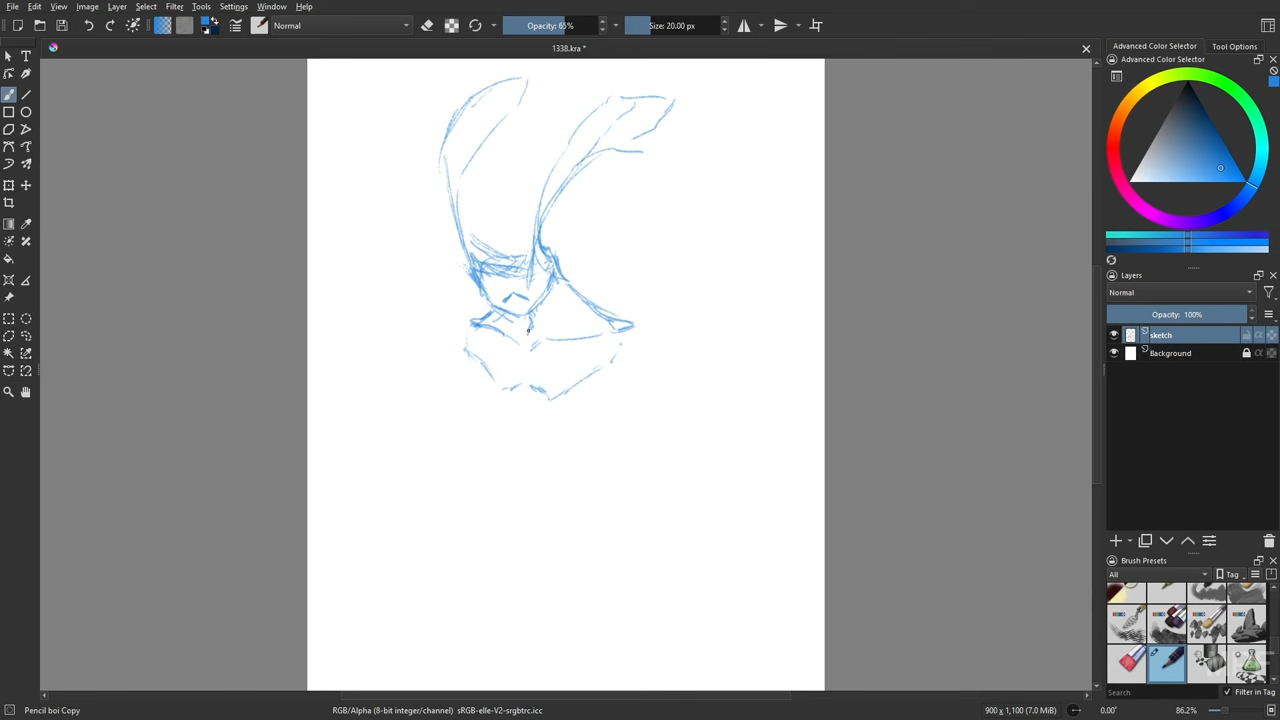 File Edit View Image Layer Select Filter Tools Settings Window Help
Normal Opacity: 65% Size: 20.00 px
1338.kra *
Advanced Color Selector Tool Options
Advanced Color Selector
Layers
Normal
Opacity: 100%
sketch
Background
Brush Presets
All Tag
Search Filter in Tag
Pencil boi Copy RGB/Alpha (8-bit integer/channel) sRGB-elle-V2-srgbtrc.icc 900 x 1,100 (7.0 MiB) 0.00° 86.2%